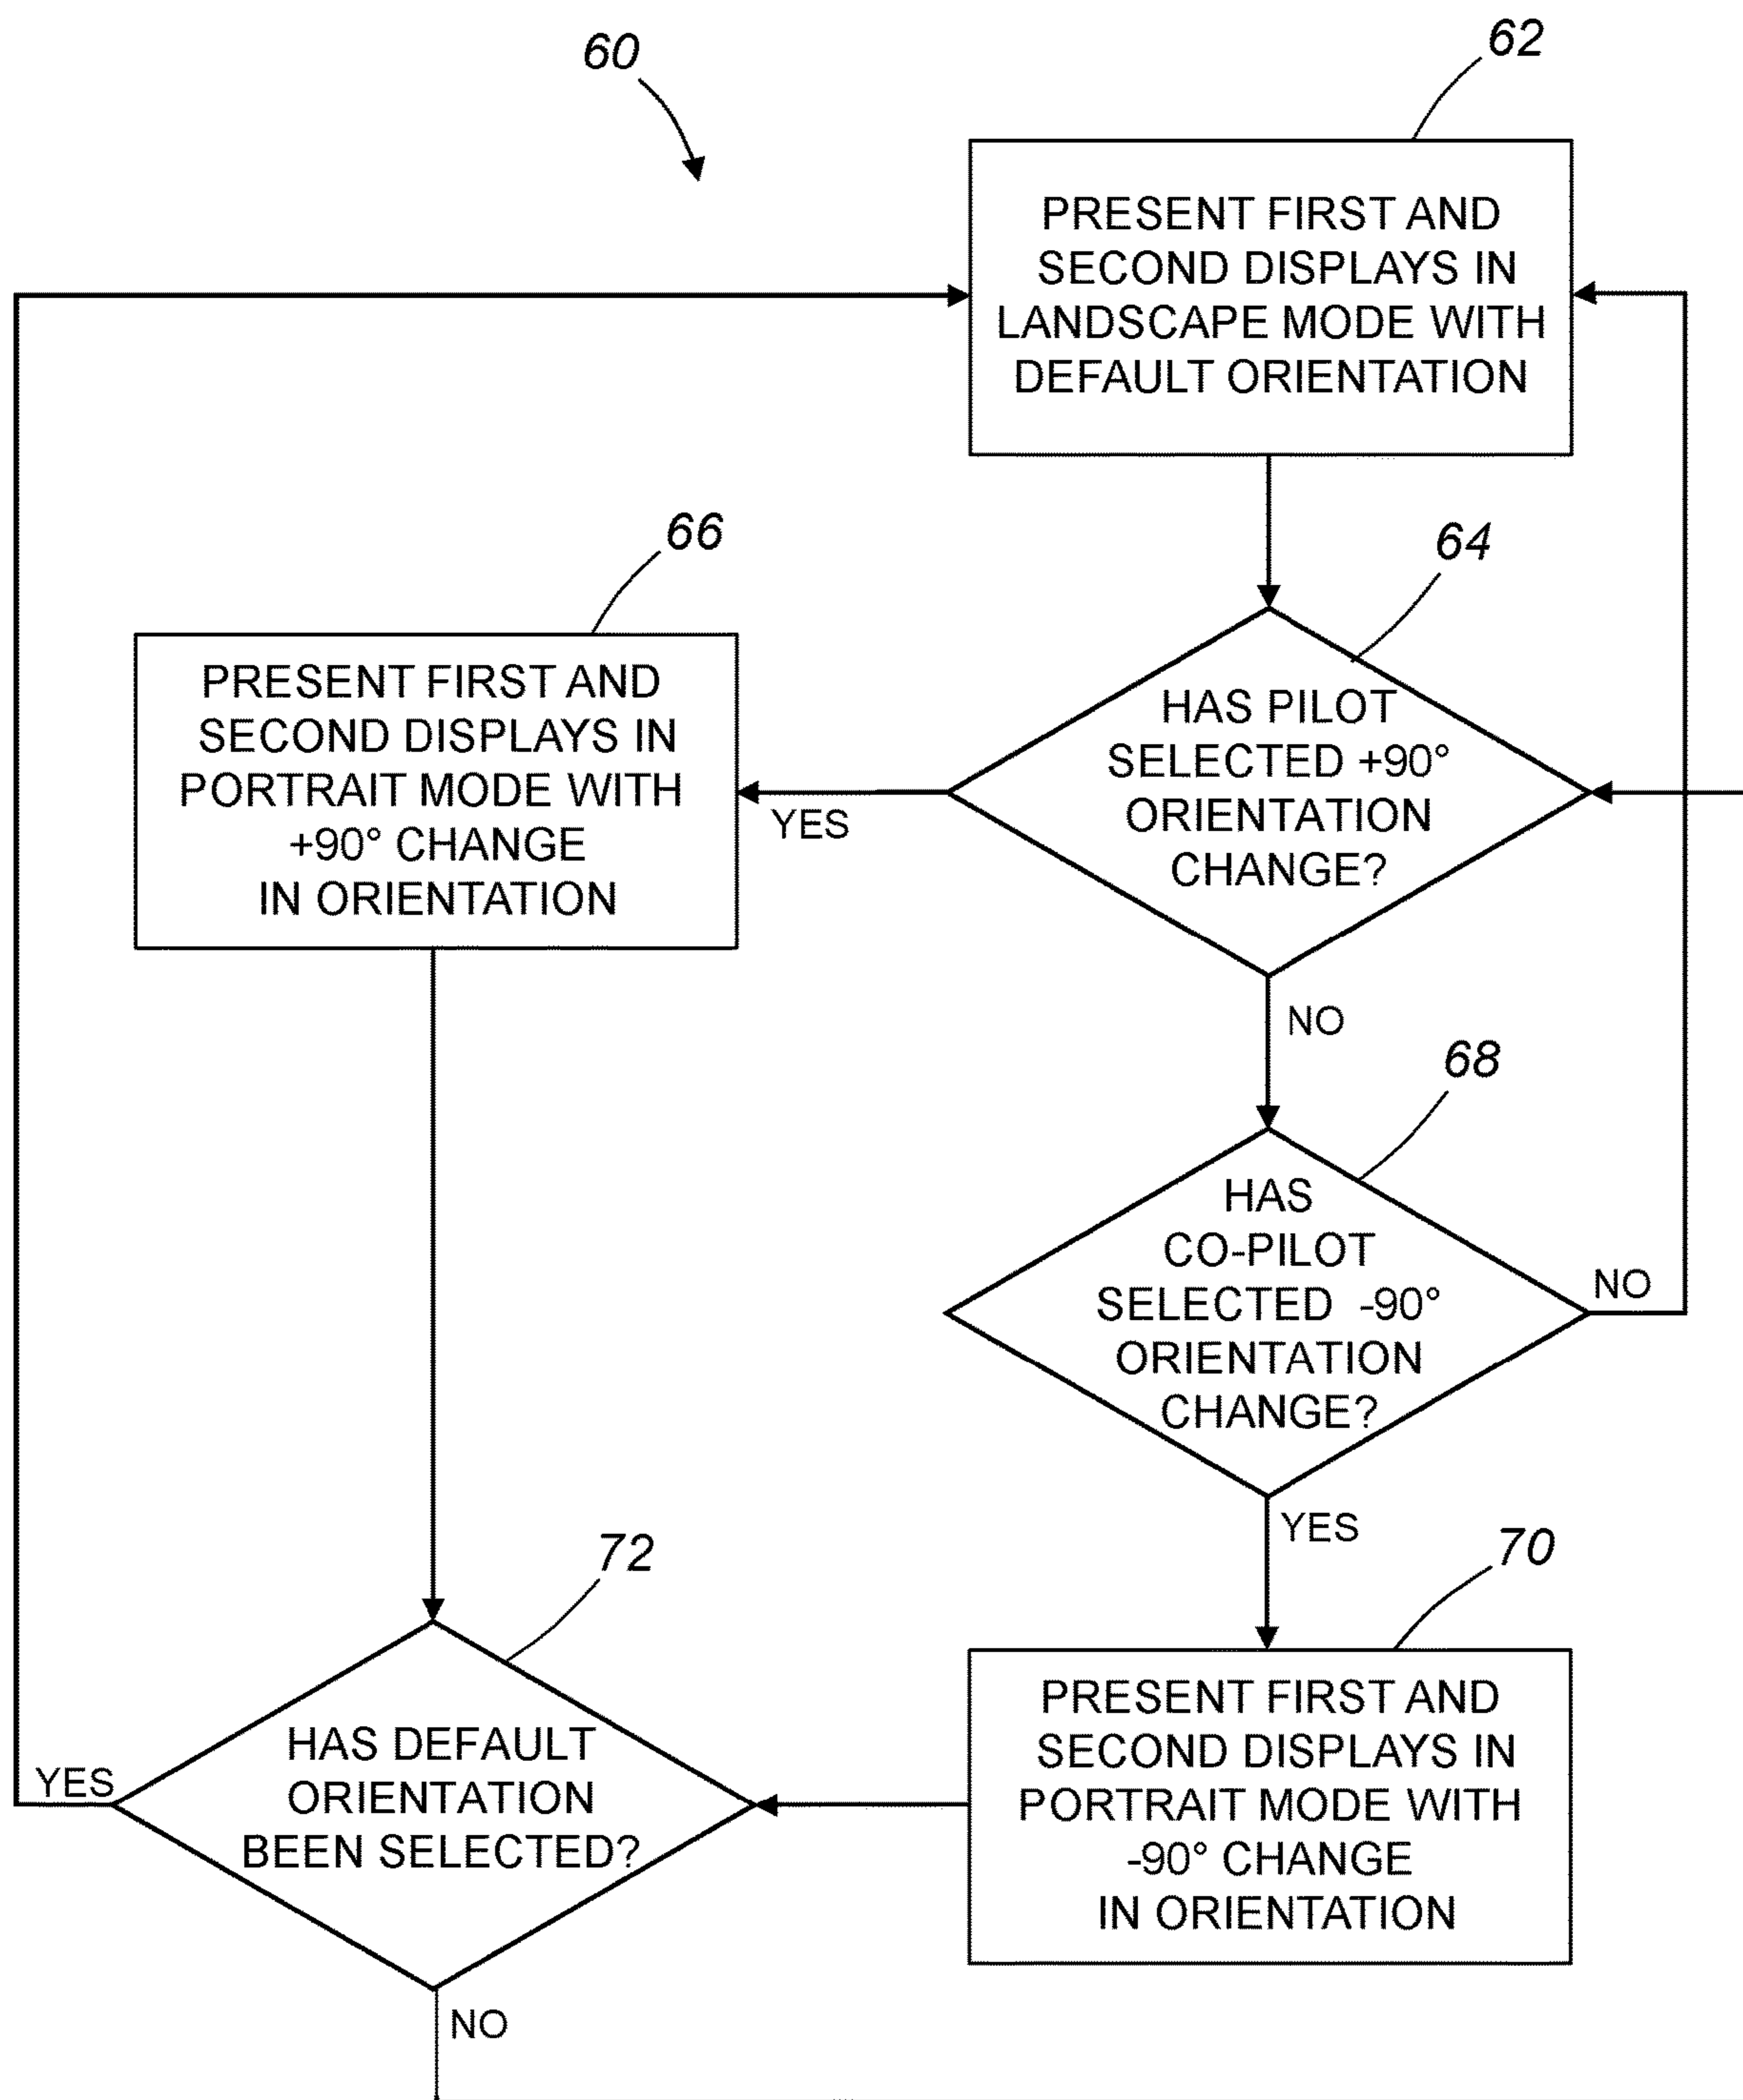 60
62
PRESENT FIRST AND
SECOND DISPLAYS IN
LANDSCAPE MODE WITH
DEFAULT ORIENTATION
66
PRESENT FIRST AND
SECOND DISPLAYS IN
PORTRAIT MODE WITH
+90° CHANGE
IN ORIENTATION
64
HAS PILOT
SELECTED +90°
ORIENTATION
CHANGE?
YES
NO
68
HAS
CO-PILOT
SELECTED -90°
ORIENTATION
CHANGE?
NO
YES
72
HAS DEFAULT
ORIENTATION
BEEN SELECTED?
YES
NO
70
PRESENT FIRST AND
SECOND DISPLAYS IN
PORTRAIT MODE WITH
-90° CHANGE
IN ORIENTATION